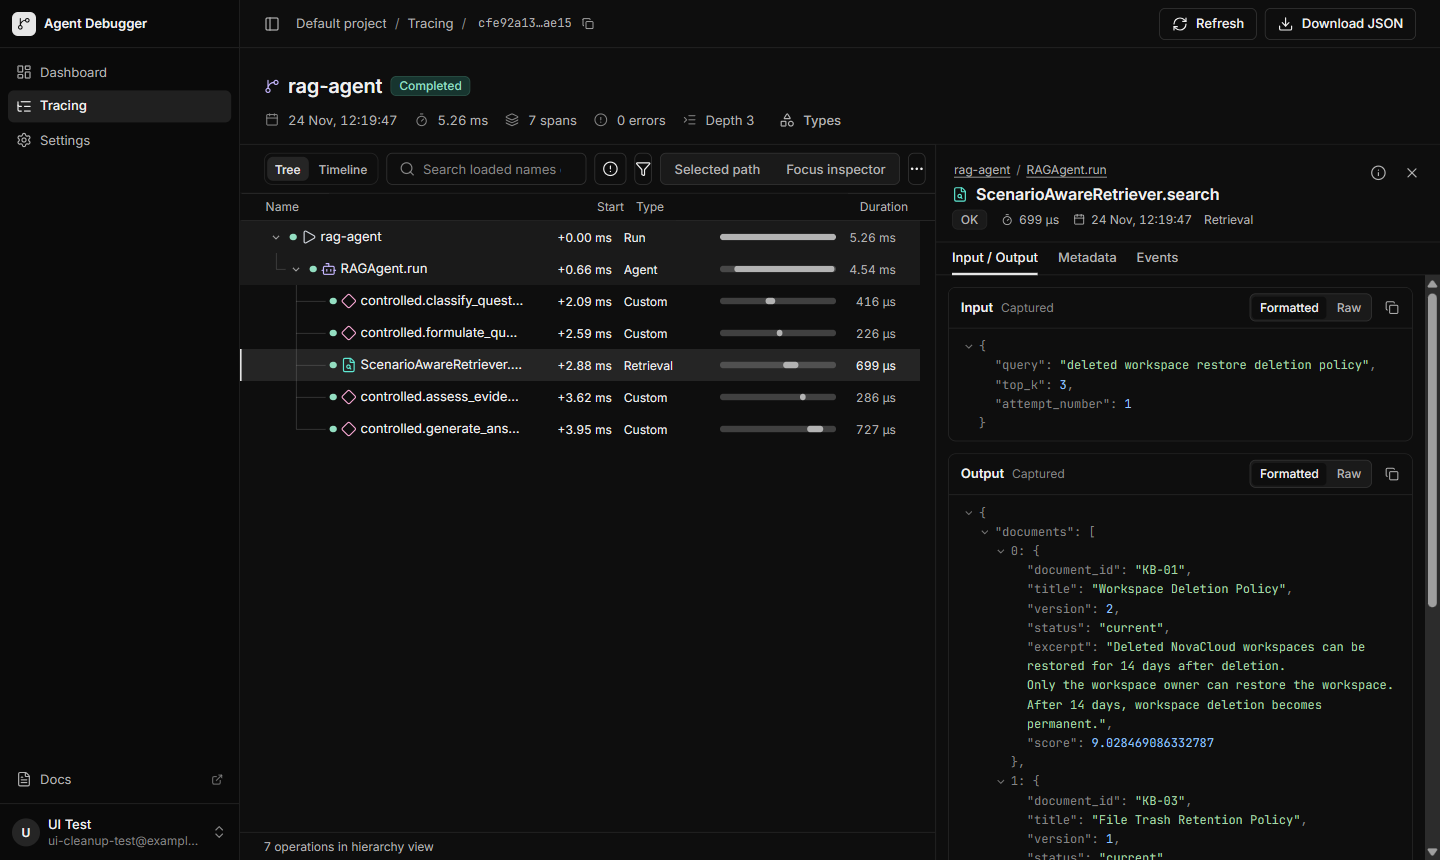 Agent Debugger
Default project / Tracing / cfe92a13…ae15
Refresh
Download JSON
Dashboard
Tracing
Settings
rag-agent Completed
24 Nov, 12:19:47 5.26 ms 7 spans 0 errors Depth 3 Types
Tree Timeline Search loaded names Selected path Focus inspector
Name Start Type Duration
rag-agent +0.00 ms Run 5.26 ms
RAGAgent.run +0.66 ms Agent 4.54 ms
controlled.classify_quest... +2.09 ms Custom 416 µs
controlled.formulate_qu... +2.59 ms Custom 226 µs
ScenarioAwareRetriever.... +2.88 ms Retrieval 699 µs
controlled.assess_evide... +3.62 ms Custom 286 µs
controlled.generate_ans... +3.95 ms Custom 727 µs
7 operations in hierarchy view
rag-agent / RAGAgent.run
ScenarioAwareRetriever.search
OK 699 µs 24 Nov, 12:19:47 Retrieval
Input / Output Metadata Events
Input Captured Formatted Raw
{
"query": "deleted workspace restore deletion policy",
"top_k": 3,
"attempt_number": 1
}
Output Captured Formatted Raw
{
"documents": [
0: {
"document_id": "KB-01",
"title": "Workspace Deletion Policy",
"version": 2,
"status": "current",
"excerpt": "Deleted NovaCloud workspaces can be
restored for 14 days after deletion.
Only the workspace owner can restore the workspace.
After 14 days, workspace deletion becomes
permanent.",
"score": 9.028469086332787
},
1: {
"document_id": "KB-03",
"title": "File Trash Retention Policy",
"version": 1,
"status": "current"
Docs
U
UI Test
ui-cleanup-test@exampl...